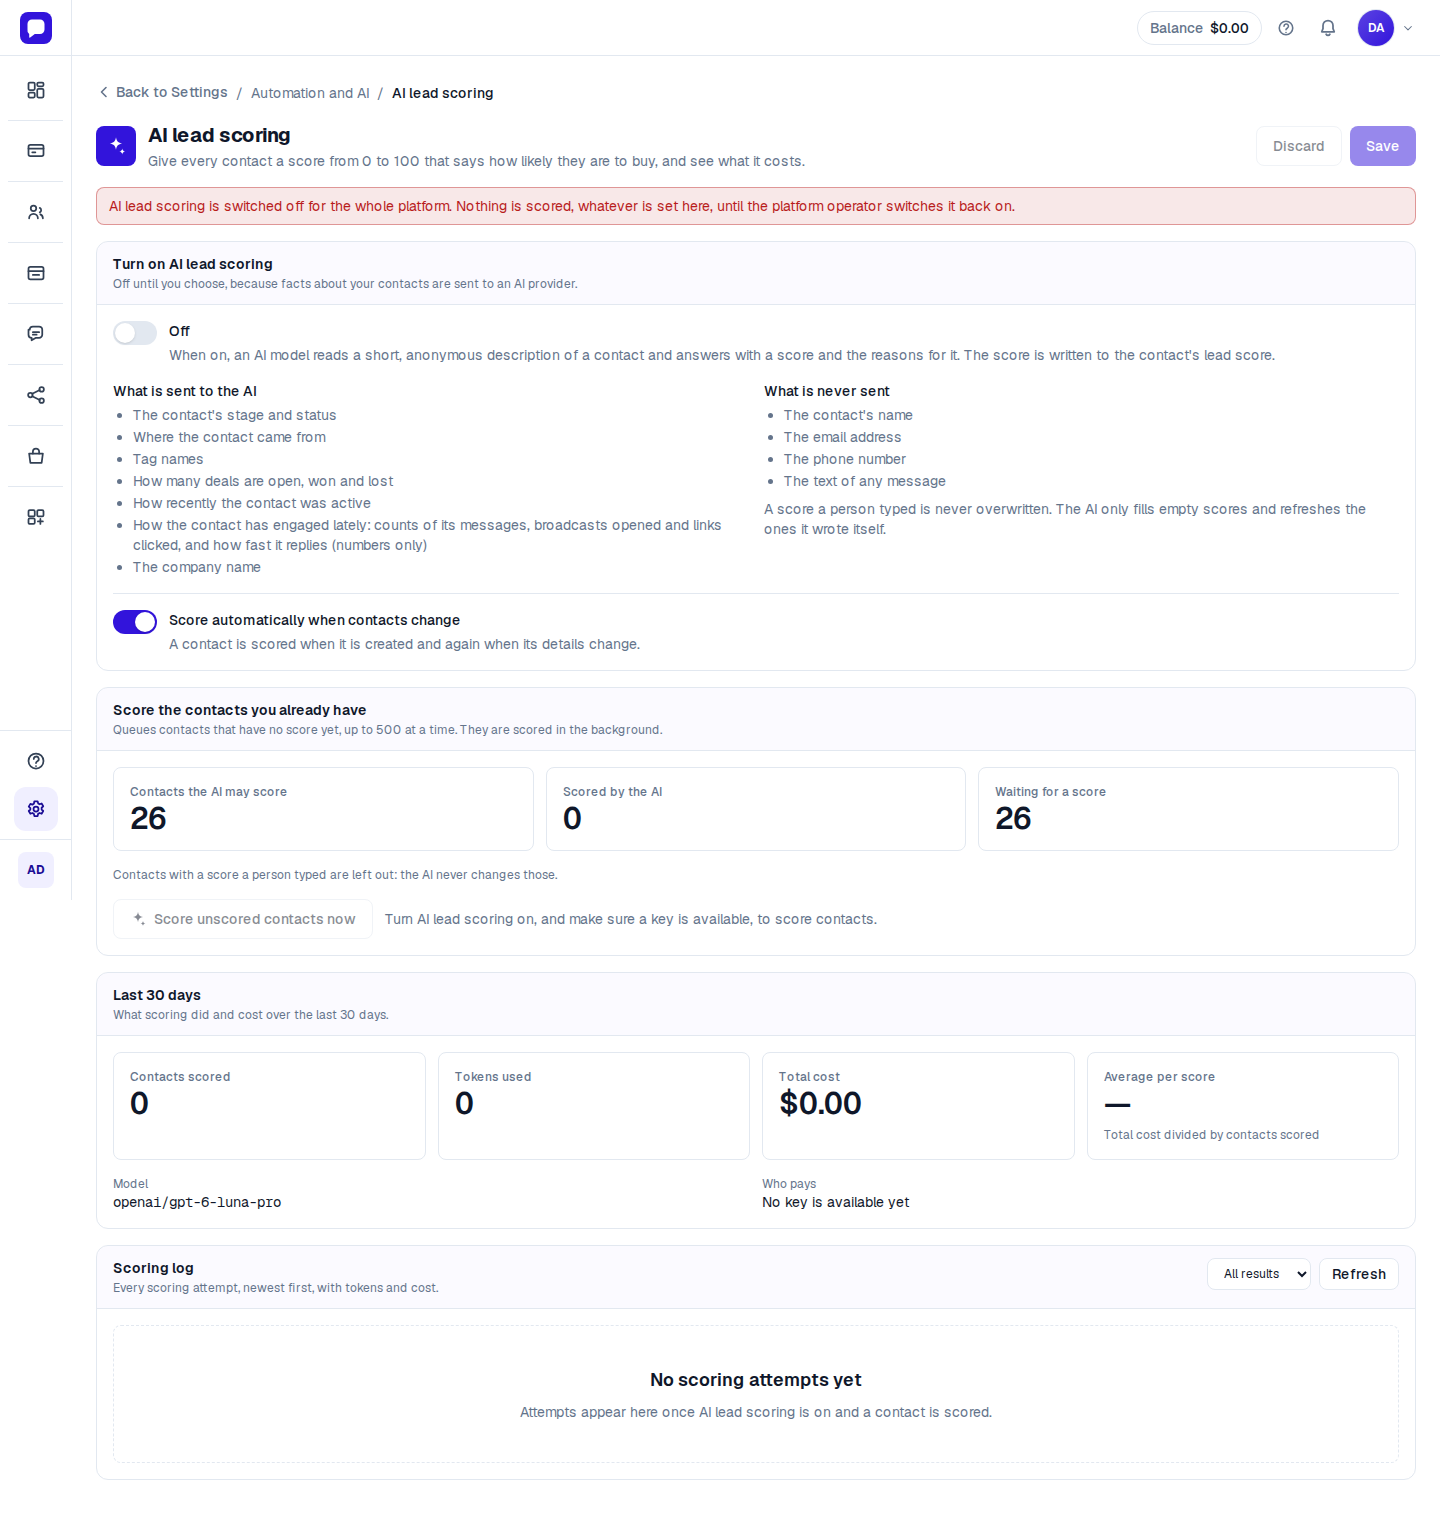 Balance $0.00
DA
Back to Settings / Automation and AI / AI lead scoring
AI lead scoring
Give every contact a score from 0 to 100 that says how likely they are to buy, and see what it costs.
Discard
Save
AI lead scoring is switched off for the whole platform. Nothing is scored, whatever is set here, until the platform operator switches it back on.
Turn on AI lead scoring
Off until you choose, because facts about your contacts are sent to an AI provider.
Off
When on, an AI model reads a short, anonymous description of a contact and answers with a score and the reasons for it. The score is written to the contact's lead score.
What is sent to the AI
The contact's stage and status
Where the contact came from
Tag names
How many deals are open, won and lost
How recently the contact was active
How the contact has engaged lately: counts of its messages, broadcasts opened and links
clicked, and how fast it replies (numbers only)
The company name
What is never sent
The contact's name
The email address
The phone number
The text of any message
A score a person typed is never overwritten. The AI only fills empty scores and refreshes the
ones it wrote itself.
Score automatically when contacts change
A contact is scored when it is created and again when its details change.
Score the contacts you already have
Queues contacts that have no score yet, up to 500 at a time. They are scored in the background.
Contacts the AI may score
26
Scored by the AI
0
Waiting for a score
26
Contacts with a score a person typed are left out: the AI never changes those.
Score unscored contacts now
Turn AI lead scoring on, and make sure a key is available, to score contacts.
AD
Last 30 days
What scoring did and cost over the last 30 days.
Contacts scored
0
Tokens used
0
Total cost
$0.00
Average per score
—
Total cost divided by contacts scored
Model
openai/gpt-6-luna-pro
Who pays
No key is available yet
Scoring log
Every scoring attempt, newest first, with tokens and cost.
All results
Refresh
No scoring attempts yet
Attempts appear here once AI lead scoring is on and a contact is scored.